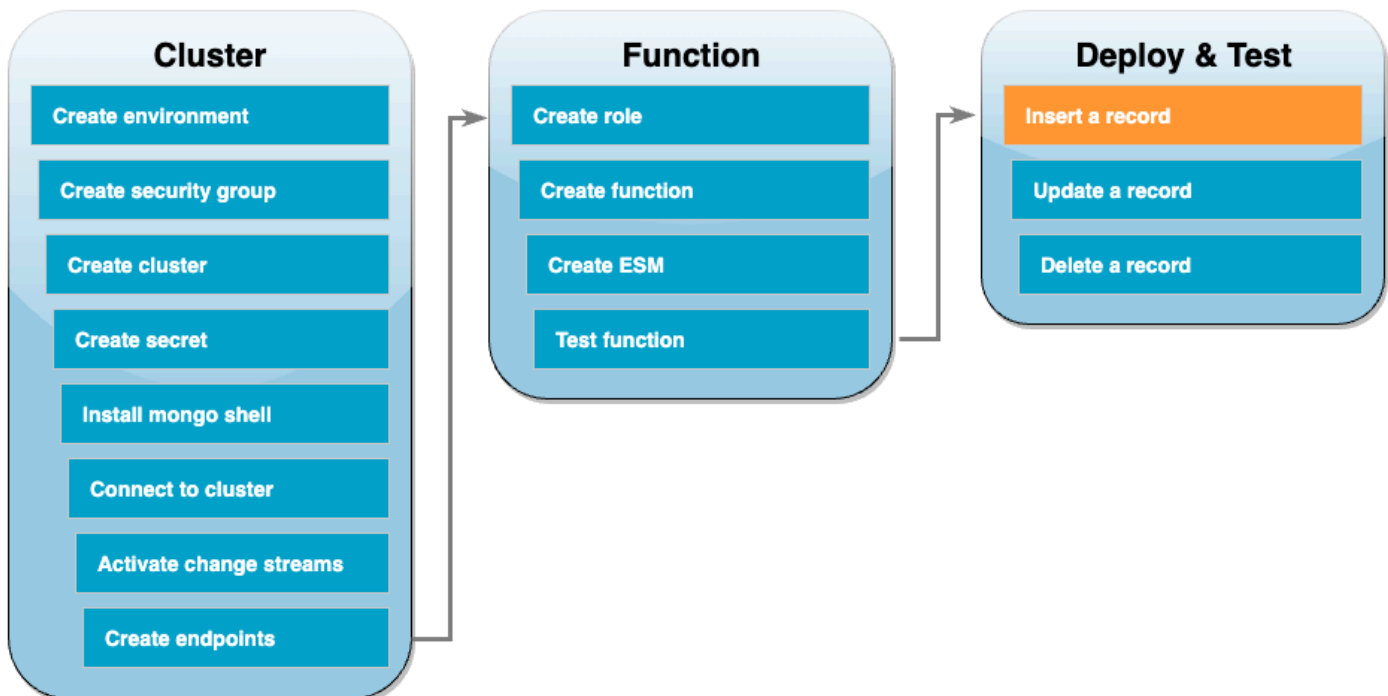 Cluster
Create environment
Create security group
Create cluster
Create secret
Install mongo shell
Connect to cluster
Activate change streams
Create endpoints
Function
Create role
Create function
Create ESM
Test function
Deploy & Test
Insert a record
Update a record
Delete a record